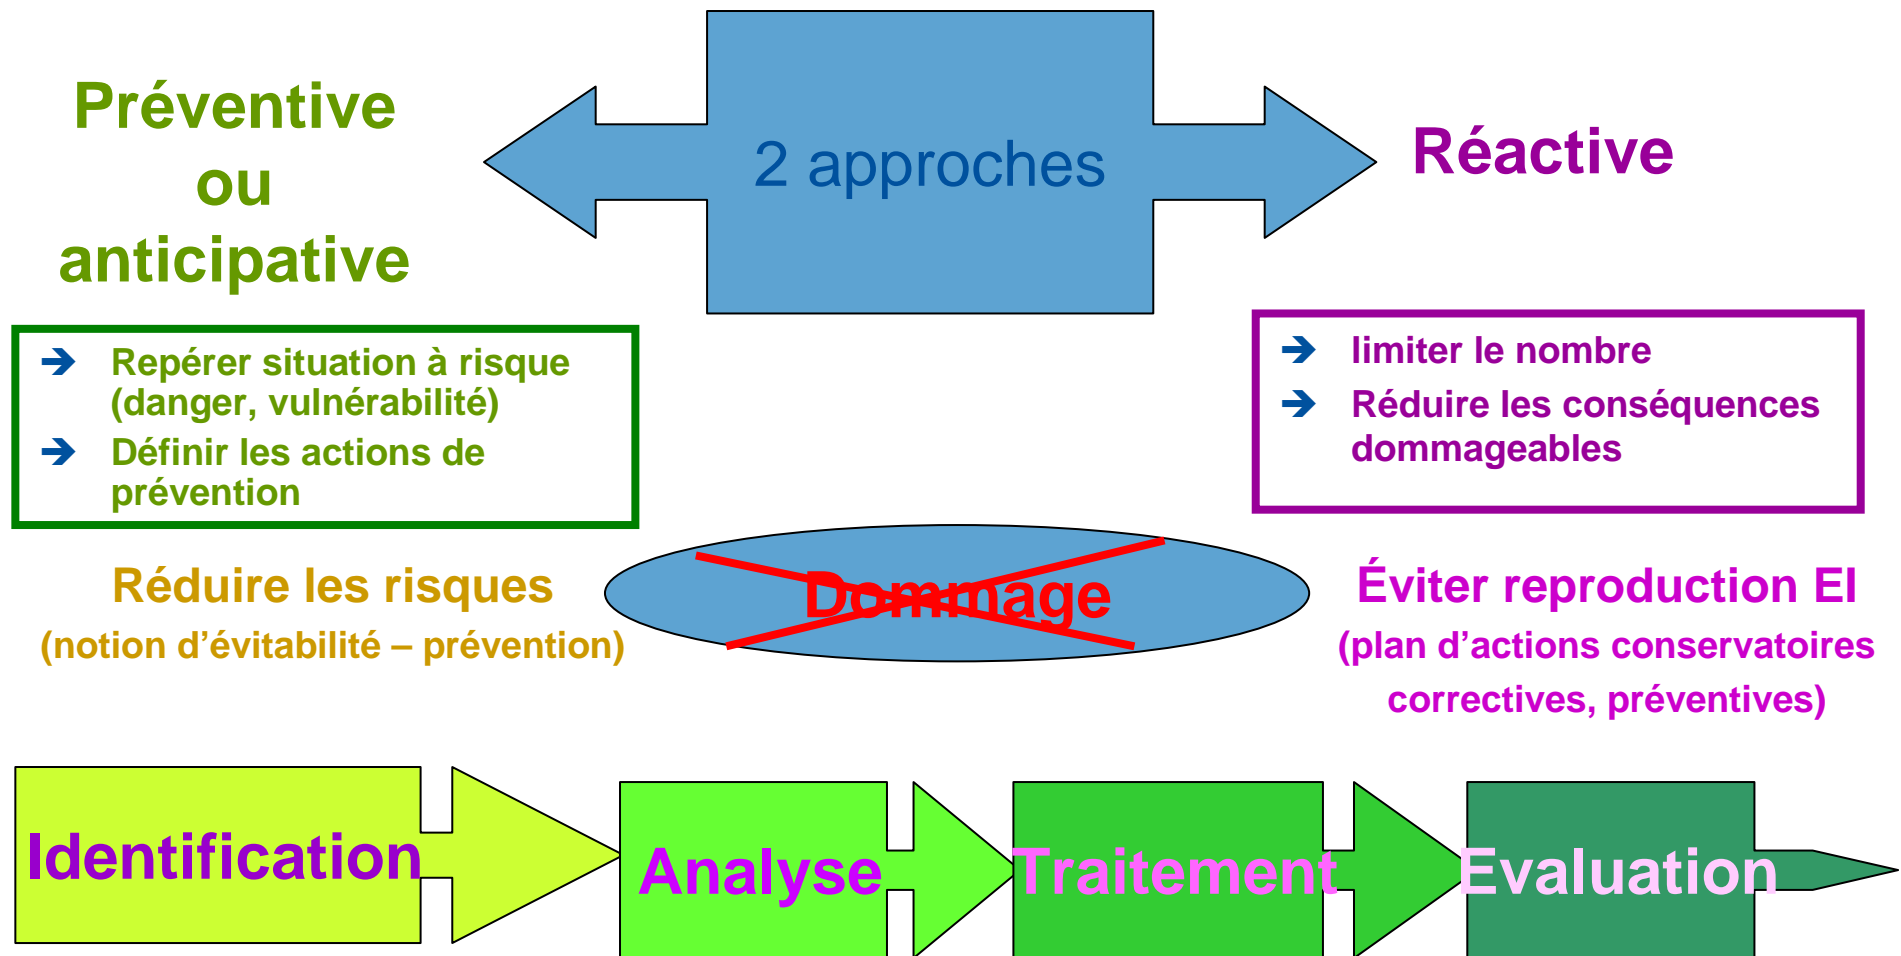 Préventive
ou
anticipative
2 approches
Réactive
➔ Repérer situation à risque
(danger, vulnérabilité)
➔ Définir les actions de
prévention
➔ limiter le nombre
➔ Réduire les conséquences
dommageables
Réduire les risques
(notion d’évitabilité – prévention)
Dommage
Éviter reproduction EI
(plan d’actions conservatoires
correctives, préventives)
Identification
Analyse
Traitement
Evaluation